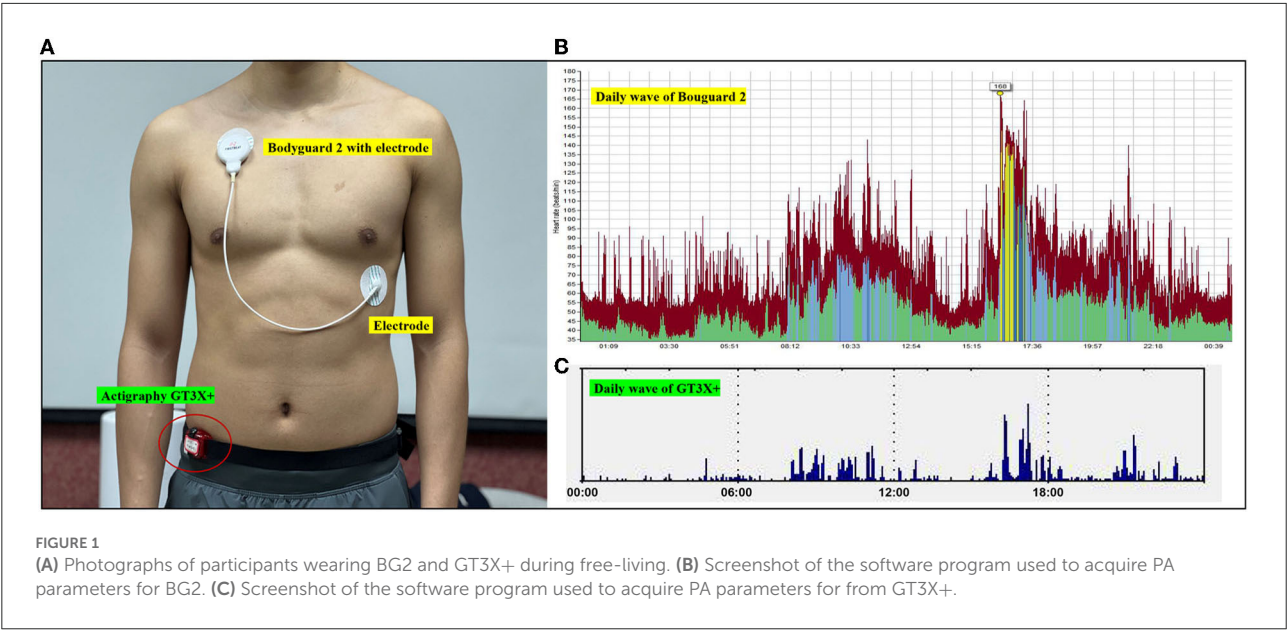 A
Bodyguard 2 with electrode
Electrode
Actigraphy GT3X+
B
Daily wave of Bouguard 2
168
Heart rate (beats/min)
180
175
170
165
160
155
150
145
140
135
130
125
120
115
110
105
100
95
90
85
80
75
70
65
60
55
50
45
40
35
01:09 03:30 05:51 08:12 10:33 12:54 15:15 17:36 19:57 22:18 00:39
C
Daily wave of GT3X+
00:00 06:00 12:00 18:00
FIGURE 1
(A) Photographs of participants wearing BG2 and GT3X+ during free-living. (B) Screenshot of the software program used to acquire PA
parameters for BG2. (C) Screenshot of the software program used to acquire PA parameters for from GT3X+.